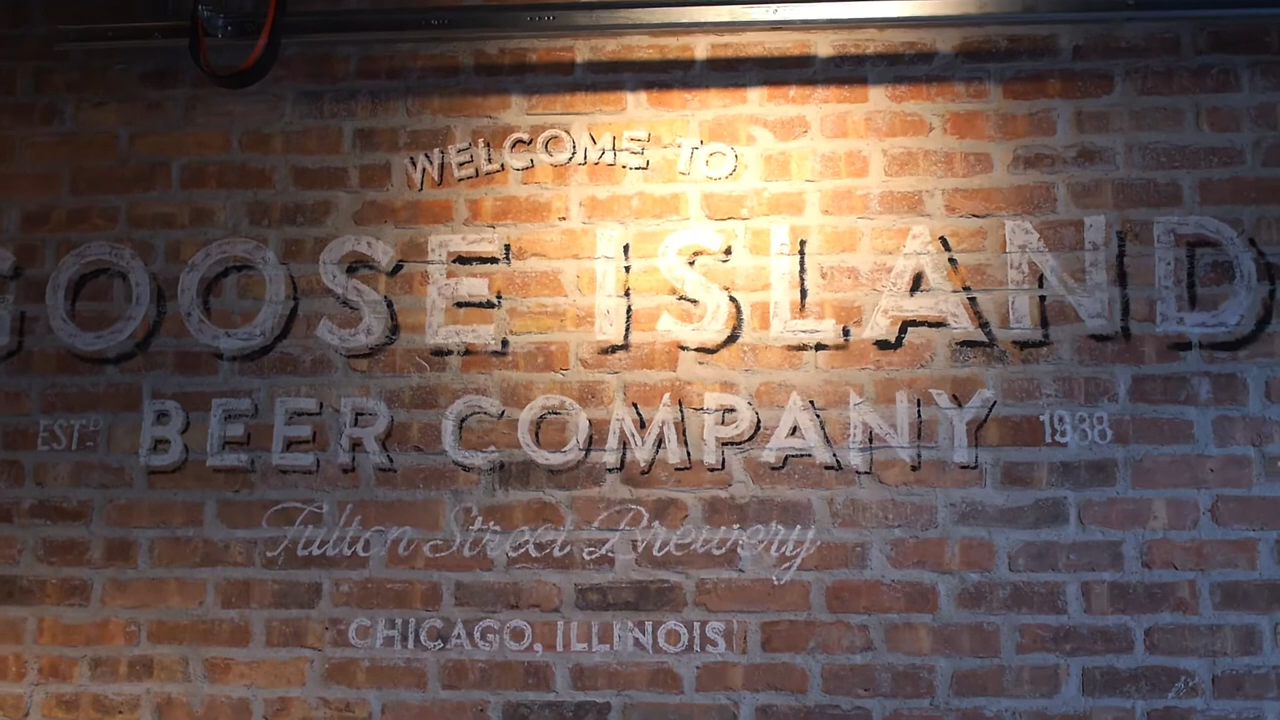 WELCOME TO
GOOSE ISLAND
BEER COMPANY
ESTD 1988
Fulton Street Brewery
CHICAGO, ILLINOIS